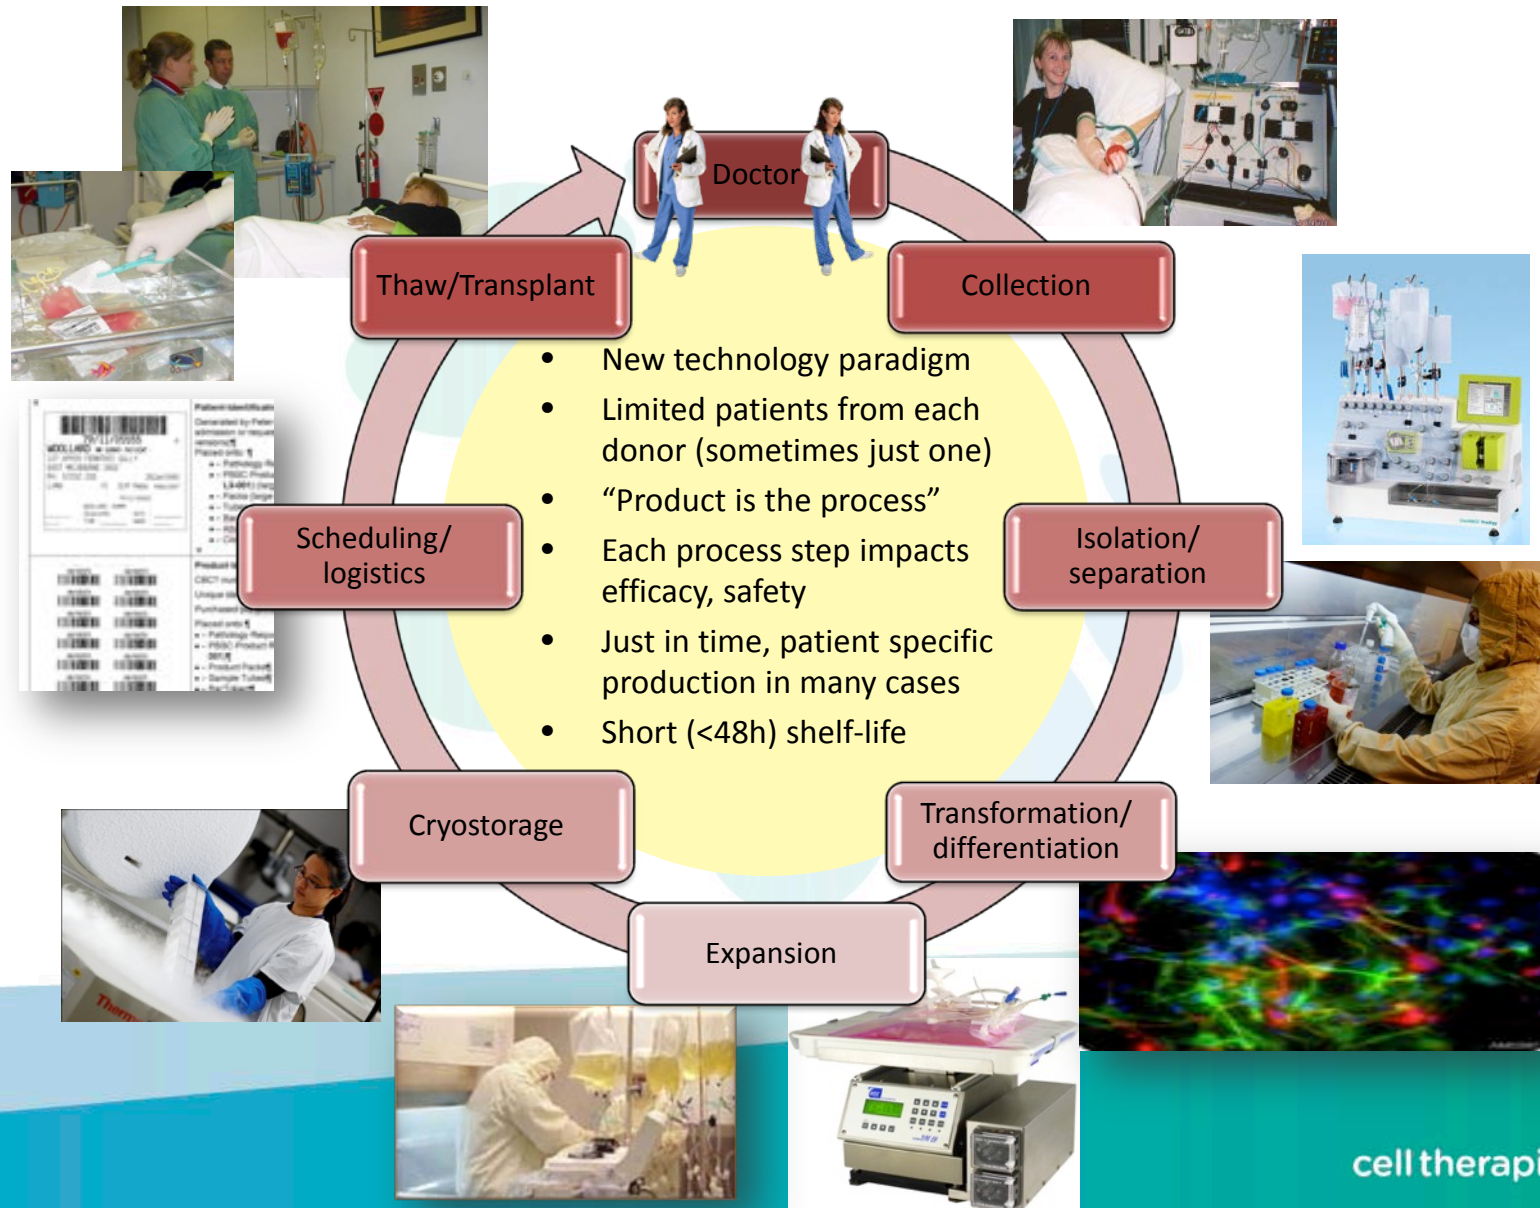 Doctor
Thaw/Transplant
Collection
• New technology paradigm
• Limited patients from each
donor (sometimes just one)
• “Product is the process”
• Each process step impacts
efficacy, safety
• Just in time, patient specific
production in many cases
• Short (<48h) shelf-life
Scheduling/
logistics
Isolation/
separation
Cryostorage
Transformation/
differentiation
Expansion
Thermo
cell therapi